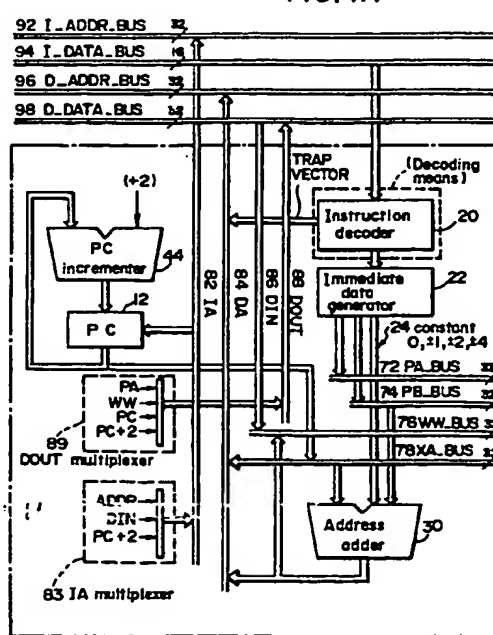 92 I_ADDR_BUS 32
94 I_DATA_BUS 16
96 D_ADDR_BUS
98 D_DATA_BUS
TRAP VECTOR
(Decoding means)
(+2)
Instruction decoder
20
PC incrementer
44
82 IA
84 DA
86 DIN
88 DOUT
12
PC
Immediate data generator
22
24 constant
0, ±1, ±2, ±4
72 PA_BUS
74 PB_BUS
76 WW_BUS
78 XA_BUS
PA
WW
PC
PC+2
89
DOUT multiplexer
ADDR
DIN
PC+2
83 IA multiplexer
Address adder
30